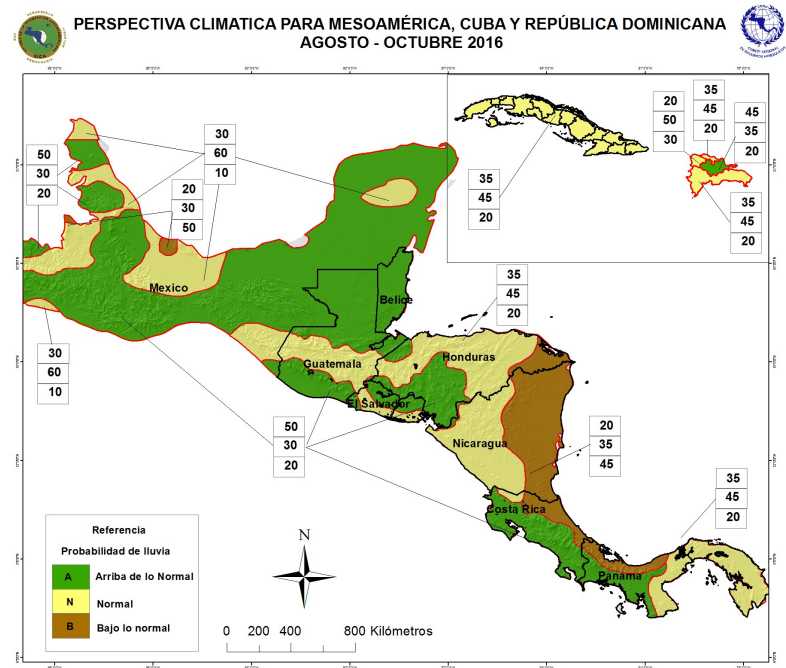 PERSPECTIVA CLIMATICA PARA MESOAMÉRICA, CUBA Y REPÚBLICA DOMINICANA
AGOSTO - OCTUBRE 2016
35
45
20
20
50
30
45
35
20
35
45
20
35
45
20
30
60
10
50
30
20
20
30
50
Mexico
Belice
35
45
20
Guatemala
Honduras
El Salvador
Nicaragua
30
60
10
50
30
20
20
35
45
Costa Rica
Panama
35
45
20
Referencia
Probabilidad de lluvia
A Arriba de lo Normal
N Normal
B Bajo lo normal
N
0 200 400 800 Kilómetros